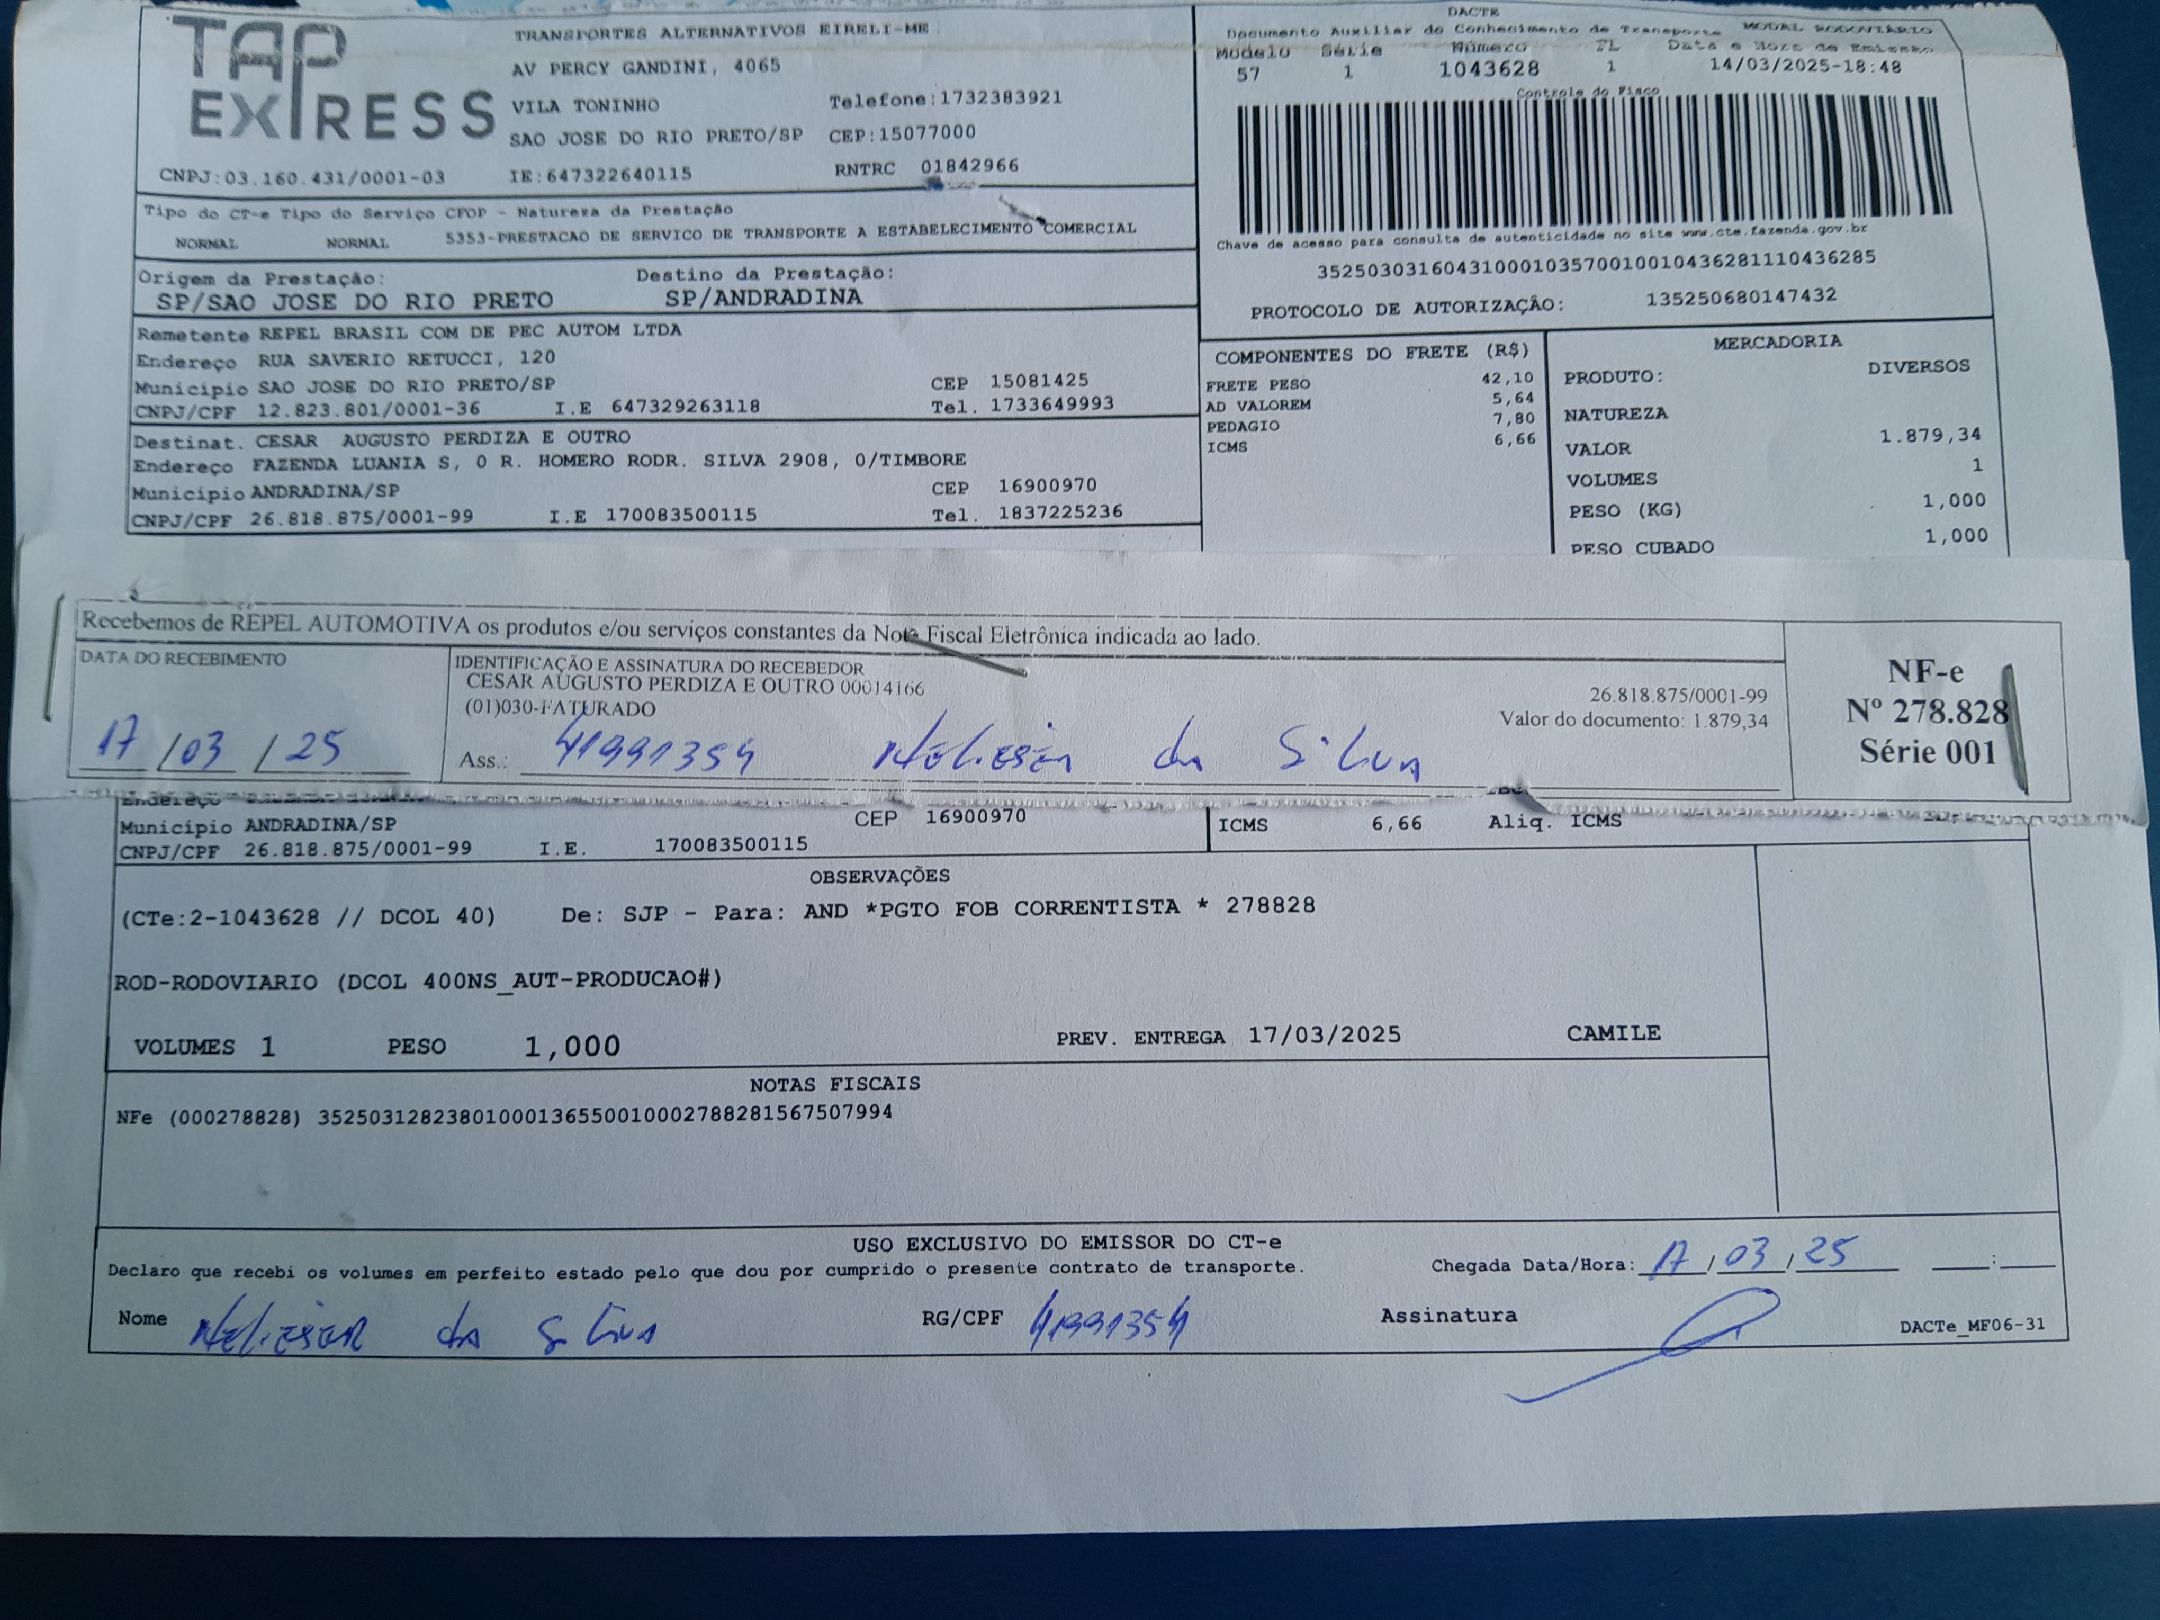 TAP EXPRESS
TRANSPORTES ALTERNATIVOS EIRELI-ME
AV PERCY GANDINI, 4065
VILA TONINHO Telefone:1732383921
SAO JOSE DO RIO PRETO/SP CEP:15077000
CNPJ:03.160.431/0001-03 IE:647322640115 RNTRC 01842966
DACTE
Documento Auxiliar do Conhecimento de Transporte MODAL RODOVIÁRIO
Modelo Série Número FL Data e Hora de Emissão
57 1 1043628 1 14/03/2025-18:48
Controle do Fisco
Chave de acesso para consulta de autenticidade no site www.cte.fazenda.gov.br
35250303160431000103570010010436281110436285
PROTOCOLO DE AUTORIZAÇÃO: 135250680147432
Tipo do CT-e Tipo do Serviço CFOP - Natureza da Prestação
NORMAL NORMAL 5353-PRESTACAO DE SERVICO DE TRANSPORTE A ESTABELECIMENTO COMERCIAL
Origem da Prestação: Destino da Prestação:
SP/SAO JOSE DO RIO PRETO SP/ANDRADINA
Remetente REPEL BRASIL COM DE PEC AUTOM LTDA
Endereço RUA SAVERIO RETUCCI, 120
Município SAO JOSE DO RIO PRETO/SP CEP 15081425
CNPJ/CPF 12.823.801/0001-36 I.E 647329263118 Tel. 1733649993
Destinat. CESAR AUGUSTO PERDIZA E OUTRO
Endereço FAZENDA LUANIA S, 0 R. HOMERO RODR. SILVA 2908, 0/TIMBORE
Município ANDRADINA/SP CEP 16900970
CNPJ/CPF 26.818.875/0001-99 I.E 170083500115 Tel. 1837225236
COMPONENTES DO FRETE (R$)
FRETE PESO 42,10
AD VALOREM 5,64
PEDAGIO 7,80
ICMS 6,66
MERCADORIA
PRODUTO: DIVERSOS
NATUREZA
VALOR 1.879,34
VOLUMES 1
PESO (KG) 1,000
PESO CUBADO 1,000
Recebemos de REPEL AUTOMOTIVA os produtos e/ou serviços constantes da Nota Fiscal Eletrônica indicada ao lado.
DATA DO RECEBIMENTO
17/03/25
IDENTIFICAÇÃO E ASSINATURA DO RECEBEDOR
CESAR AUGUSTO PERDIZA E OUTRO 00014166 26.818.875/0001-99
(01)030-FATURADO Valor do documento: 1.879,34
Ass.: 41991354 da Silva
NF-e
Nº 278.828
Série 001
Endereço
Município ANDRADINA/SP CEP 16900970
CNPJ/CPF 26.818.875/0001-99 I.E. 170083500115
ICMS 6,66 Aliq. ICMS
OBSERVAÇÕES
(CTe:2-1043628 // DCOL 40) De: SJP - Para: AND *PGTO FOB CORRENTISTA * 278828
ROD-RODOVIARIO (DCOL 400NS_AUT-PRODUCAO#)
VOLUMES 1 PESO 1,000 PREV. ENTREGA 17/03/2025 CAMILE
NOTAS FISCAIS
NFe (000278828) 35250312823801000136550010002788281567507994
USO EXCLUSIVO DO EMISSOR DO CT-e
Declaro que recebi os volumes em perfeito estado pelo que dou por cumprido o presente contrato de transporte. Chegada Data/Hora: 17/03/25 __:__
Nome da Silva RG/CPF 41991354 Assinatura
DACTe_MF06-31